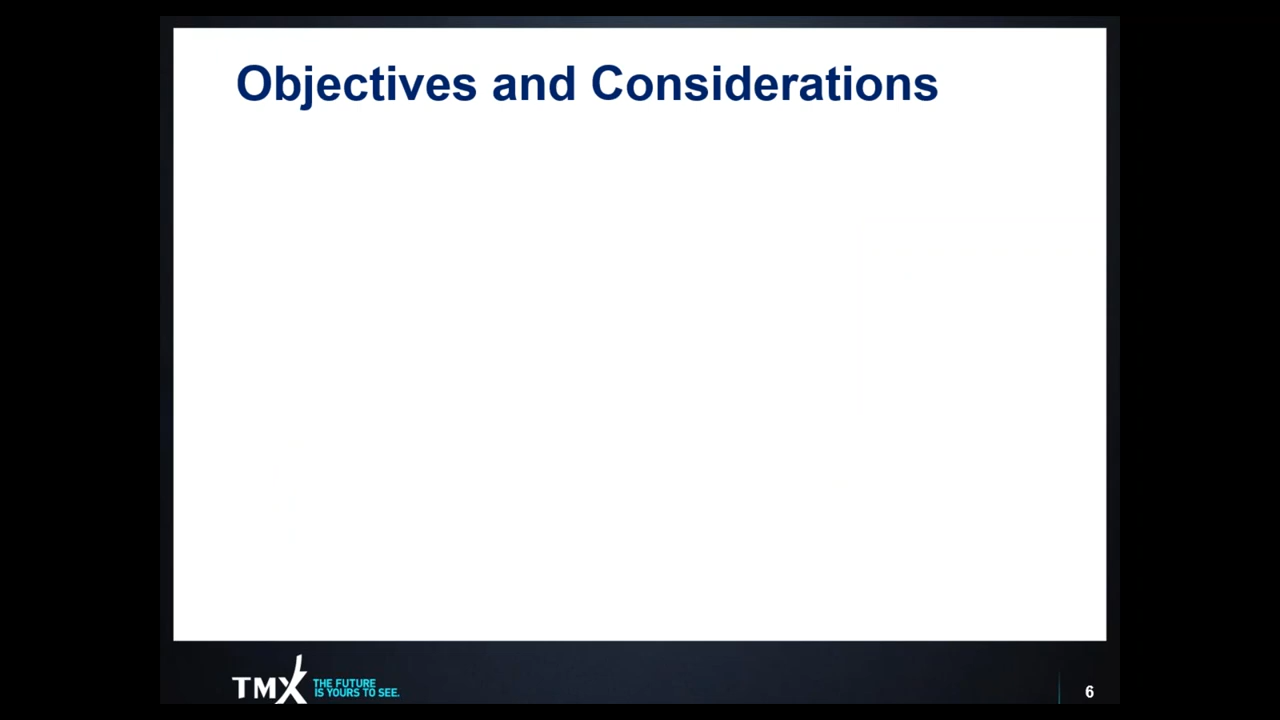 Objectives and Considerations
TMX THE FUTURE
IS YOURS TO SEE.
6